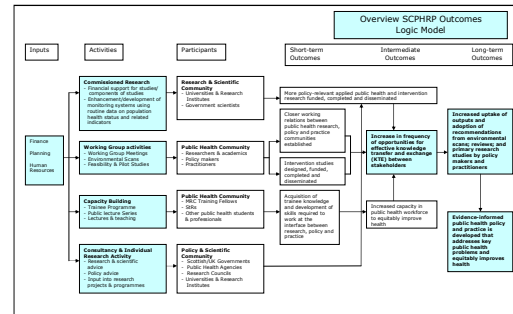 Overview SCPHRP Outcomes
Logic Model
Inputs
Activities
Participants
Short-term
Outcomes
Intermediate
Outcomes
Long-term
Outcomes
Finance
Planning
Human
Resources
Commissioned Research
- Financial support for studies/
components of studies
- Enhancement/development of
monitoring systems using
routine data on population
health status and related
indicators
Working Group activities
- Working Group Meetings
- Environmental Scans
- Feasibility & Pilot Studies
Capacity Building
- Trainee Programme
- Public lecture Series
- Lectures & teaching
Consultancy & Individual
Research Activity
- Research & scientific
advice
- Policy advice
- Input into research
projects & programmes
Research & Scientific
Community
- Universities & Research
Institutes
- Government scientists
Public Health Community
- Researchers & academics
- Policy makers
- Practitioners
Public Health Community
- MRC Training Fellows
- StRs
- Other public health students
& professionals
Policy & Scientific
Community
- Scottish/UK Governments
- Public Health Agencies
- Research Councils
- Universities & Research
Institutes
More policy-relevant applied public health and intervention
research funded, completed and disseminated
Closer working
relations between
public health research,
policy and practice
communities
established
Intervention studies
designed, funded,
completed and
disseminated
Acquisition of
trainee knowledge and
development of skills
required to work at the
interface between
research, policy and
practice
Increase in frequency
of opportunities for
effective knowledge
transfer and exchange
(KTE) between
stakeholders
Increased capacity in
public health workforce to
equitably improve health
Increased uptake of
outputs and
adoption of
recommendations from
environmental scans;
reviews; and primary
research studies by
policy makers and
practitioners
Evidence-informed
public health policy
and practice is
developed that
addresses key
public health
problems and
equitably improves
health